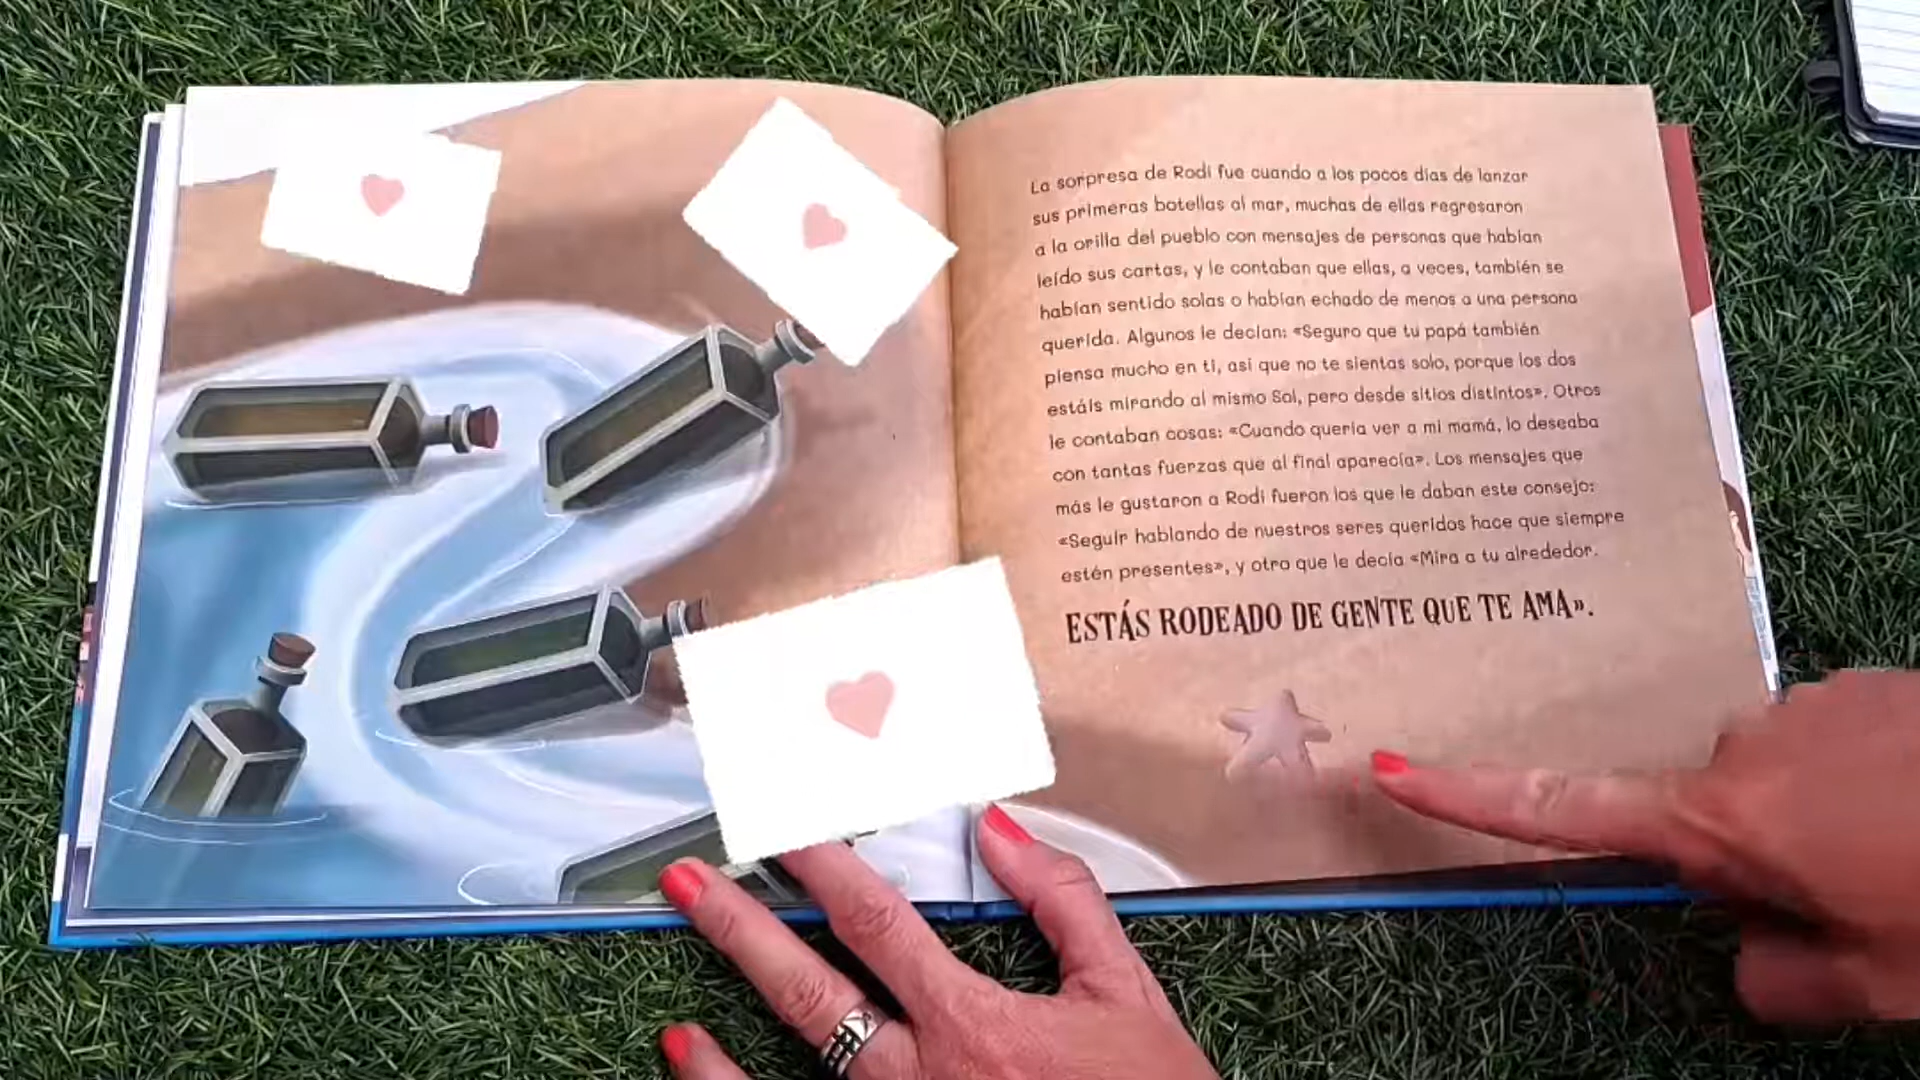 La sorpresa de Rodi fue cuando a los pocos días de lanzar
sus primeras botellas al mar, muchas de ellas regresaron
a la orilla del pueblo con mensajes de personas que habían
leído sus cartas, y le contaban que ellas, a veces, también se
habían sentido solas o habían echado de menos a una persona
querida. Algunos le decían: «Seguro que tu papá también
piensa mucho en ti, así que no te sientas solo, porque los dos
estáis mirando al mismo Sol, pero desde sitios distintos». Otros
le contaban cosas: «Cuando quería ver a mi mamá, lo deseaba
con tantas fuerzas que al final aparecía». Los mensajes que
más le gustaron a Rodi fueron los que le daban este consejo:
«Seguir hablando de nuestros seres queridos hace que siempre
estén presentes», y otro que le decía «Mira a tu alrededor.
ESTÁS RODEADO DE GENTE QUE TE AMA».